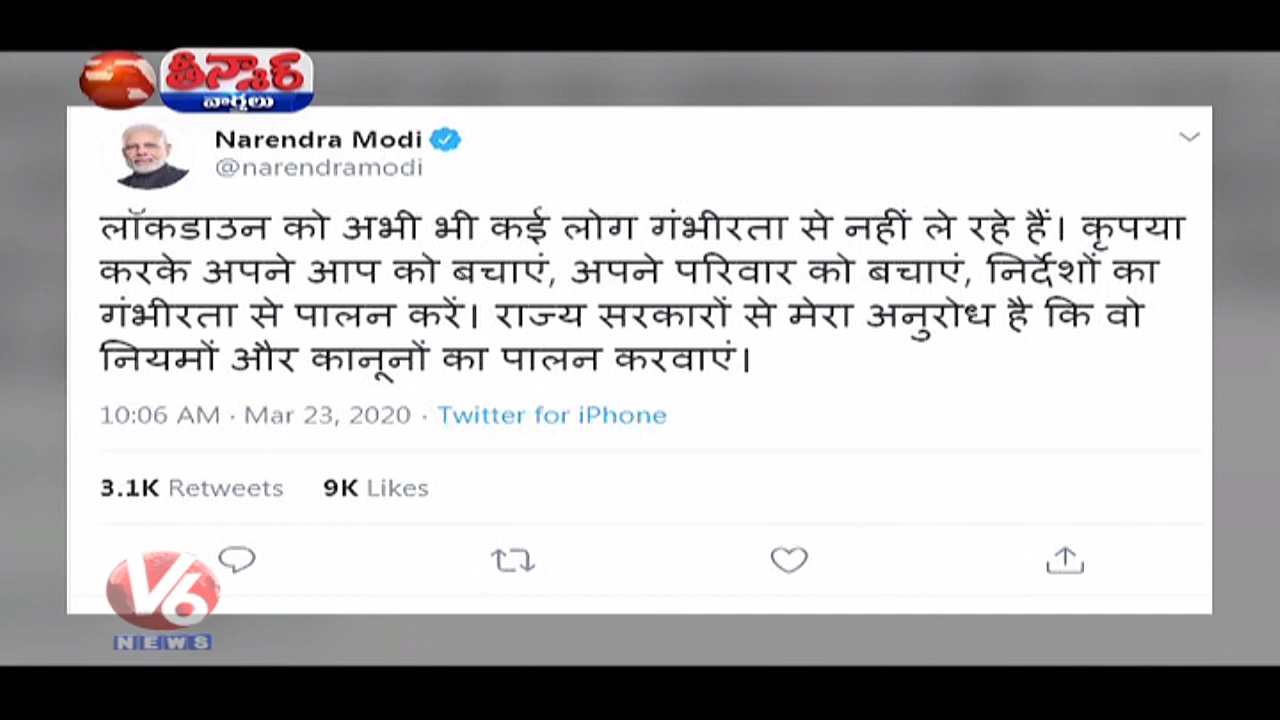 తీన్మార్
వార్తలు
Narendra Modi
@narendramodi
लॉकडाउन को अभी भी कई लोग गंभीरता से नहीं ले रहे हैं। कृपया
करके अपने आप को बचाएं, अपने परिवार को बचाएं, निर्देशों का
गंभीरता से पालन करें। राज्य सरकारों से मेरा अनुरोध है कि वो
नियमों और कानूनों का पालन करवाएं।
10:06 AM · Mar 23, 2020 · Twitter for iPhone
3.1K Retweets 9K Likes
V6
NEWS